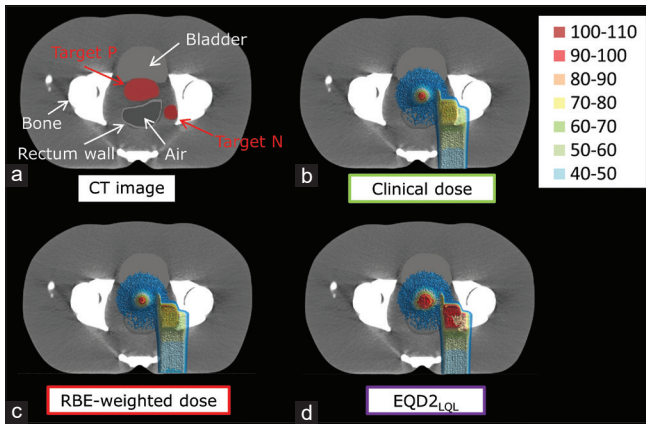 Target P
Bladder
Bone
Rectum wall
Air
Target N
a
CT image
b
Clinical dose
100-110
90-100
80-90
70-80
60-70
50-60
40-50
c
RBE-weighted dose
d
EQD2LQL